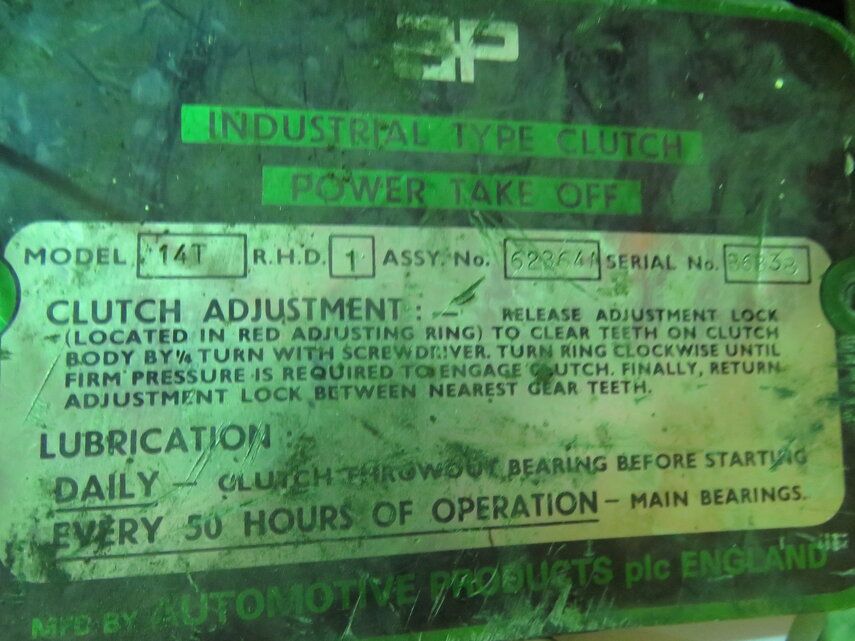 AP
INDUSTRIAL TYPE CLUTCH
POWER TAKE OFF
MODEL 14T R.H.D. 1 ASSY. No. 62864A SERIAL No.
CLUTCH ADJUSTMENT :— RELEASE ADJUSTMENT LOCK
(LOCATED IN RED ADJUSTING RING) TO CLEAR TEETH ON CLUTCH
BODY BY ¼ TURN WITH SCREWDRIVER. TURN RING CLOCKWISE UNTIL
FIRM PRESSURE IS REQUIRED TO ENGAGE CLUTCH. FINALLY, RETURN
ADJUSTMENT LOCK BETWEEN NEAREST GEAR TEETH.
LUBRICATION :
DAILY — CLUTCH THROWOUT BEARING BEFORE STARTING
EVERY 50 HOURS OF OPERATION — MAIN BEARINGS.
MFD BY AUTOMOTIVE PRODUCTS plc ENGLAND